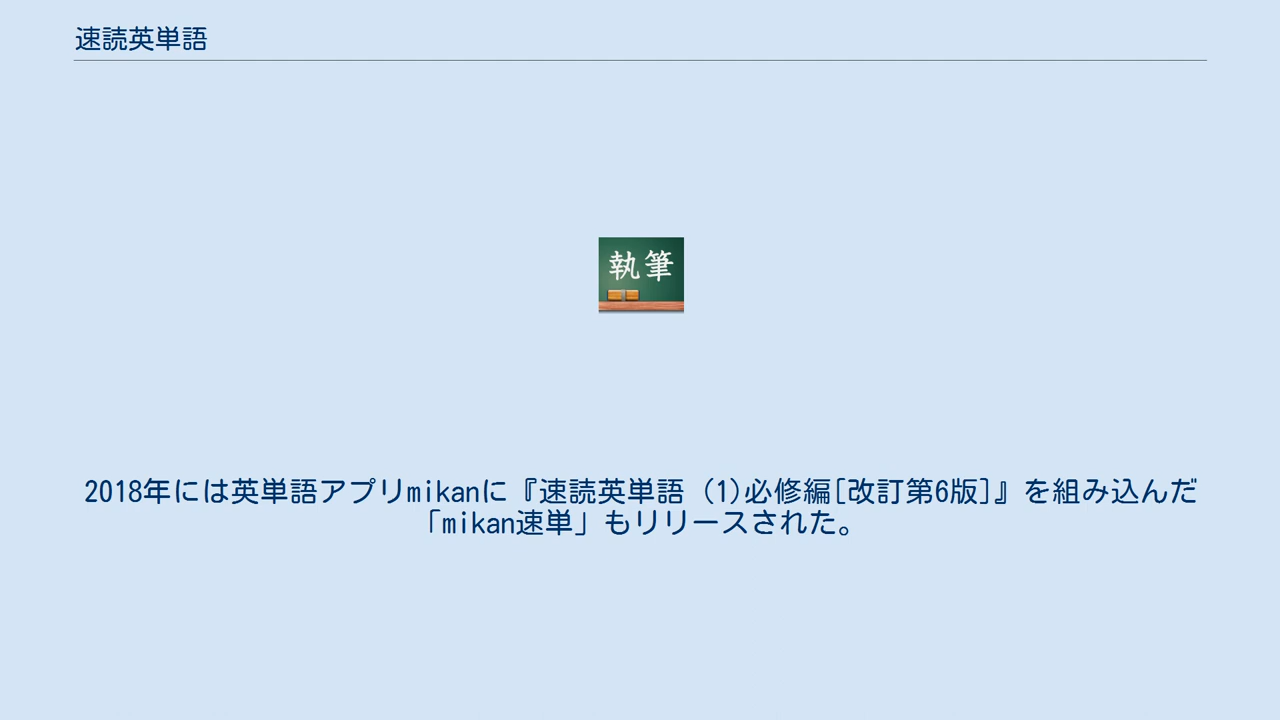 速読英単語
執筆
2018年には英単語アプリmikanに『速読英単語 (1)必修編[改訂第6版]』を組み込んだ
「mikan速単」もリリースされた。